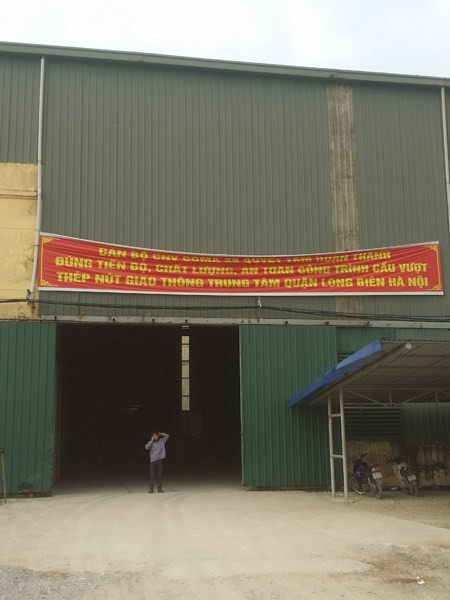 CÁN BỘ CNV COMA 25 QUYẾT TÂM HOÀN THÀNH
ĐÚNG TIẾN ĐỘ, CHẤT LƯỢNG, AN TOÀN CÔNG TRÌNH CẦU VƯỢT
THÉP NÚT GIAO THÔNG TRUNG TÂM QUẬN LONG BIÊN HÀ NỘI